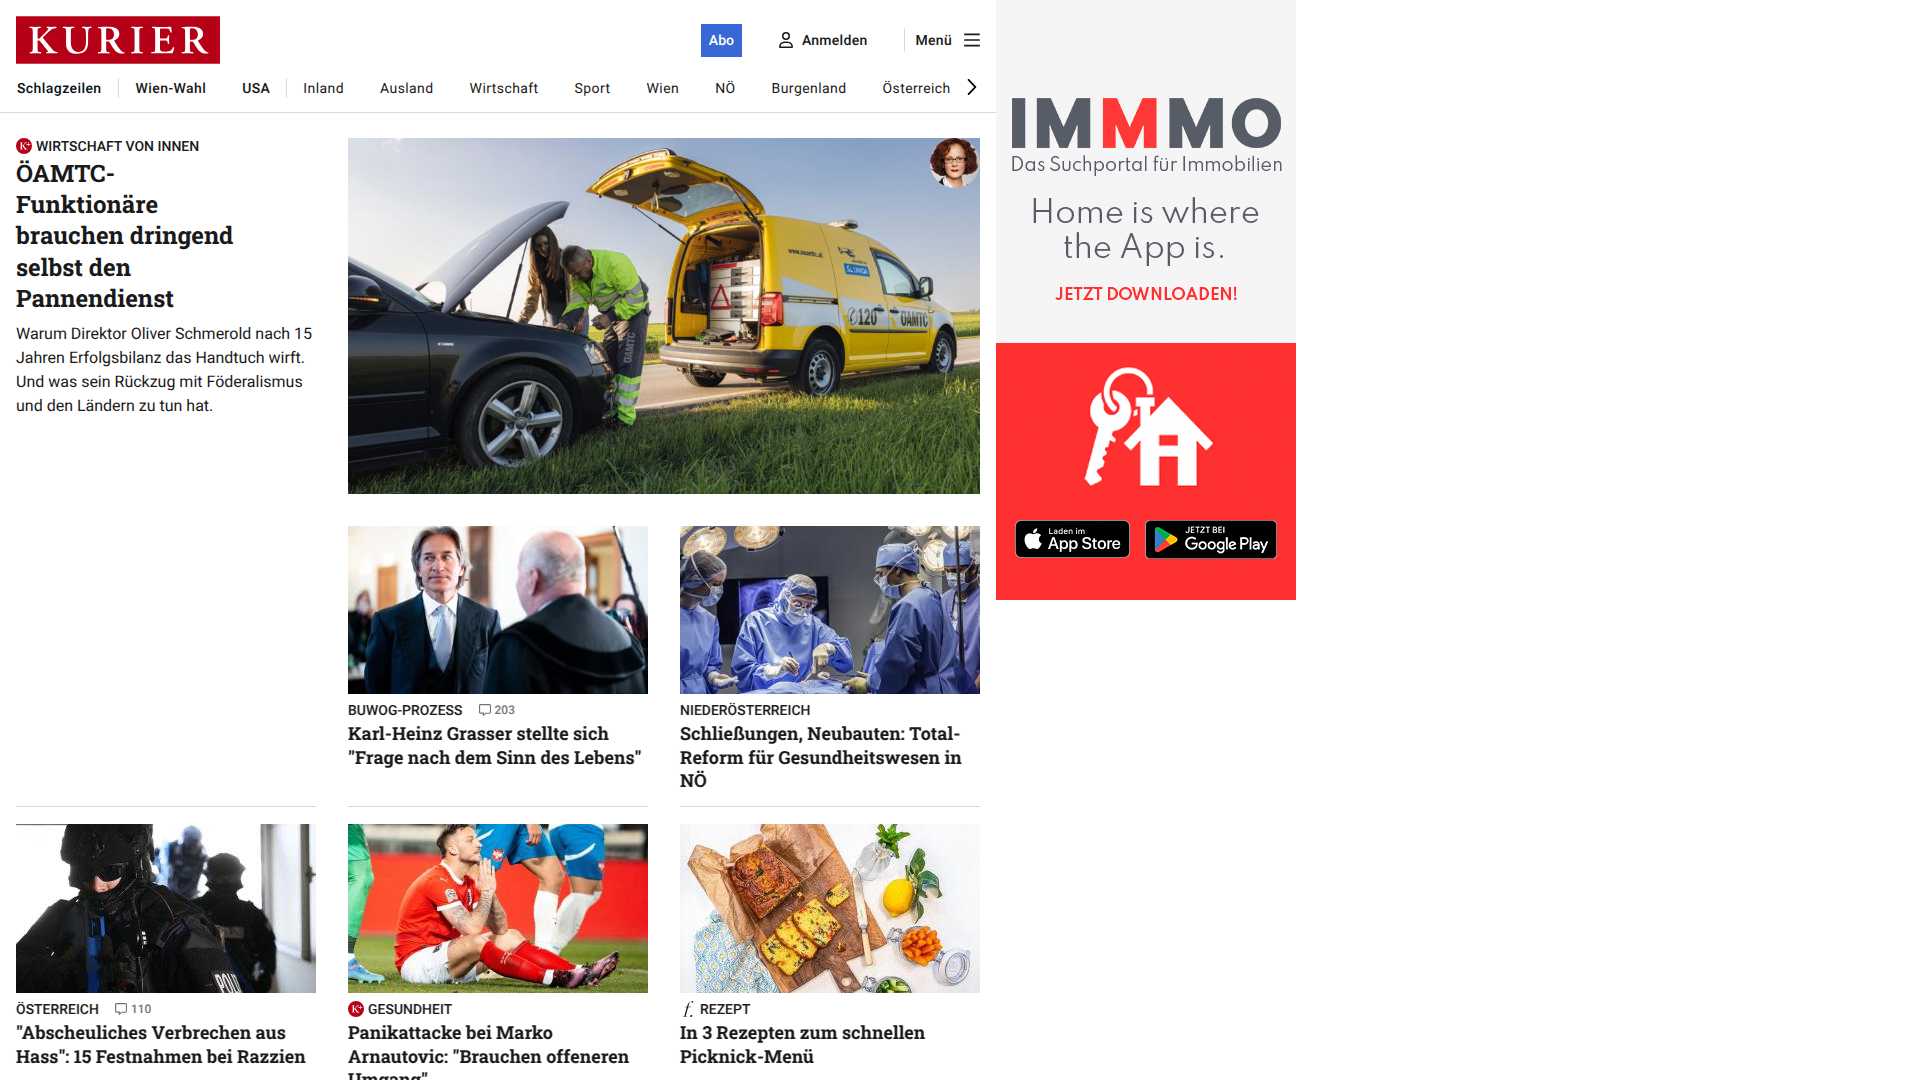 KURIER
Abo
Anmelden
Menü
Schlagzeilen
Wien-Wahl
USA
Inland
Ausland
Wirtschaft
Sport
Wien
NÖ
Burgenland
Österreich
WIRTSCHAFT VON INNEN
ÖAMTC-
Funktionäre
brauchen dringend
selbst den
Pannendienst
Warum Direktor Oliver Schmerold nach 15
Jahren Erfolgsbilanz das Handtuch wirft.
Und was sein Rückzug mit Föderalismus
und den Ländern zu tun hat.
120
ÖAMTC
ÖAMTC
BUWOG-PROZESS
203
Karl-Heinz Grasser stellte sich
"Frage nach dem Sinn des Lebens"
NIEDERÖSTERREICH
Schließungen, Neubauten: Total-
Reform für Gesundheitswesen in
NÖ
ÖSTERREICH
110
"Abscheuliches Verbrechen aus
Hass": 15 Festnahmen bei Razzien
GESUNDHEIT
Panikattacke bei Marko
Arnautovic: "Brauchen offeneren
Umgang"
REZEPT
In 3 Rezepten zum schnellen
Picknick-Menü
IMMMO
Das Suchportal für Immobilien
Home is where
the App is.
JETZT DOWNLOADEN!
Laden im
App Store
JETZT BEI
Google Play